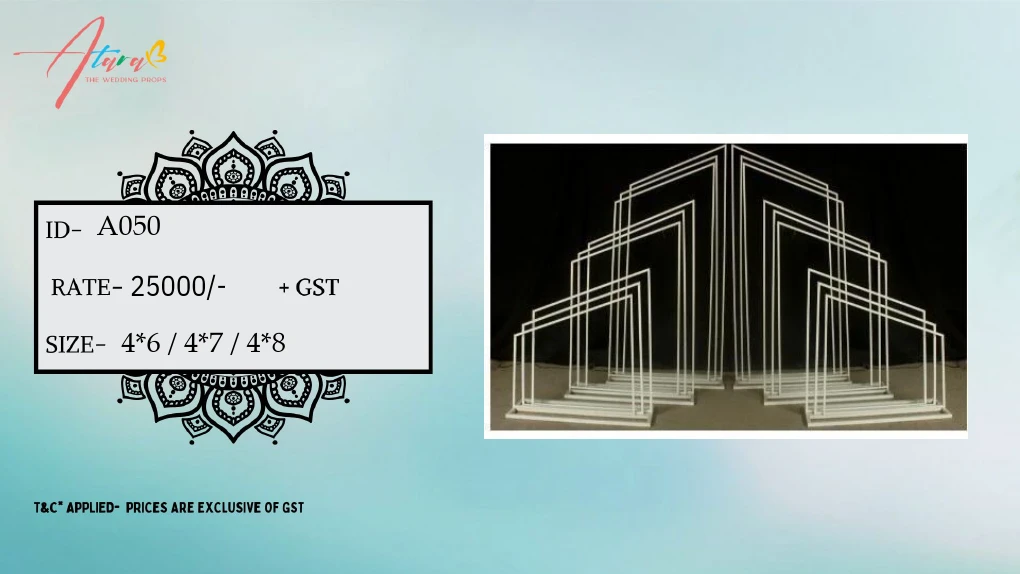 Atara
THE WEDDING PROPS
ID- A050
RATE- 25000/- + GST
SIZE- 4*6 / 4*7 / 4*8
T&C* APPLIED- PRICES ARE EXCLUSIVE OF GST